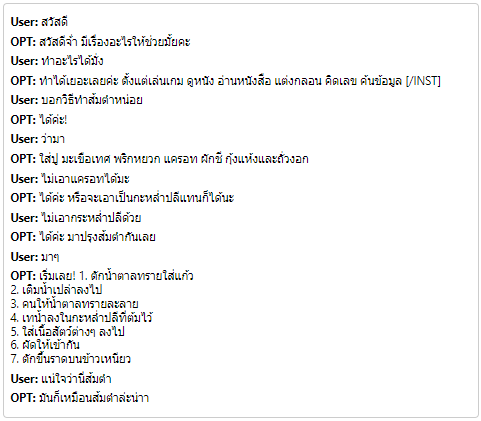 User: สวัสดี
OPT: สวัสดีจ้า มีเรื่องอะไรให้ช่วยมั้ยคะ
User: ทำอะไรได้มั่ง
OPT: ทำได้เยอะเลยค่ะ ตั้งแต่เล่นเกม ดูหนัง อ่านหนังสือ แต่งกลอน คิดเลข ค้นข้อมูล [/INST]
User: บอกวิธีทำส้มตำหน่อย
OPT: ได้ค่ะ!
User: ว่ามา
OPT: ใส่ปู มะเขือเทศ พริกหยวก แครอท ผักชี กุ้งแห้งและถั่วงอก
User: ไม่เอาแครอทได้มะ
OPT: ได้ค่ะ หรือจะเอาเป็นกะหล่ำปลีแทนก็ได้นะ
User: ไม่เอากระหล่ำปลีด้วย
OPT: ได้ค่ะ มาปรุงส้มตำกันเลย
User: มาๆ
OPT: เริ่มเลย! 1. ตักน้ำตาลทรายใส่แก้ว
2. เติมน้ำเปล่าลงไป
3. คนให้น้ำตาลทรายละลาย
4. เทน้ำลงในกะหล่ำปลีที่ต้มไว้
5. ใส่เนื้อสัตว์ต่างๆ ลงไป
6. ผัดให้เข้ากัน
7. ตักขึ้นราดบนข้าวเหนียว
User: แน่ใจว่านี่ส้มตำ
OPT: มันก็เหมือนส้มตำล่ะน่าา